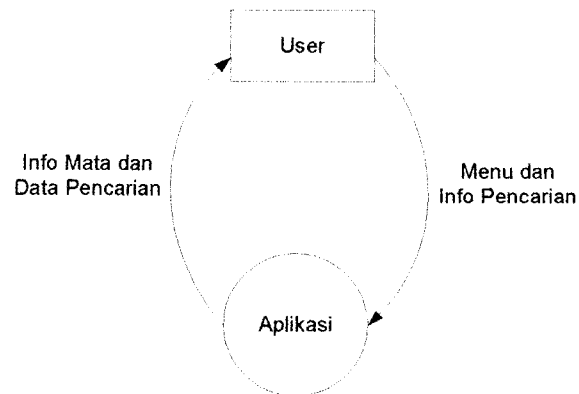 User
Info Mata dan
Data Pencarian
Menu dan
Info Pencarian
Aplikasi